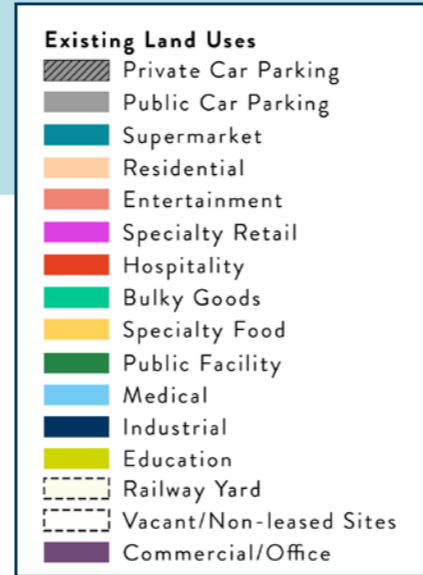 Existing Land Uses
Private Car Parking
Public Car Parking
Supermarket
Residential
Entertainment
Specialty Retail
Hospitality
Bulky Goods
Specialty Food
Public Facility
Medical
Industrial
Education
Railway Yard
Vacant/Non-leased Sites
Commercial/Office